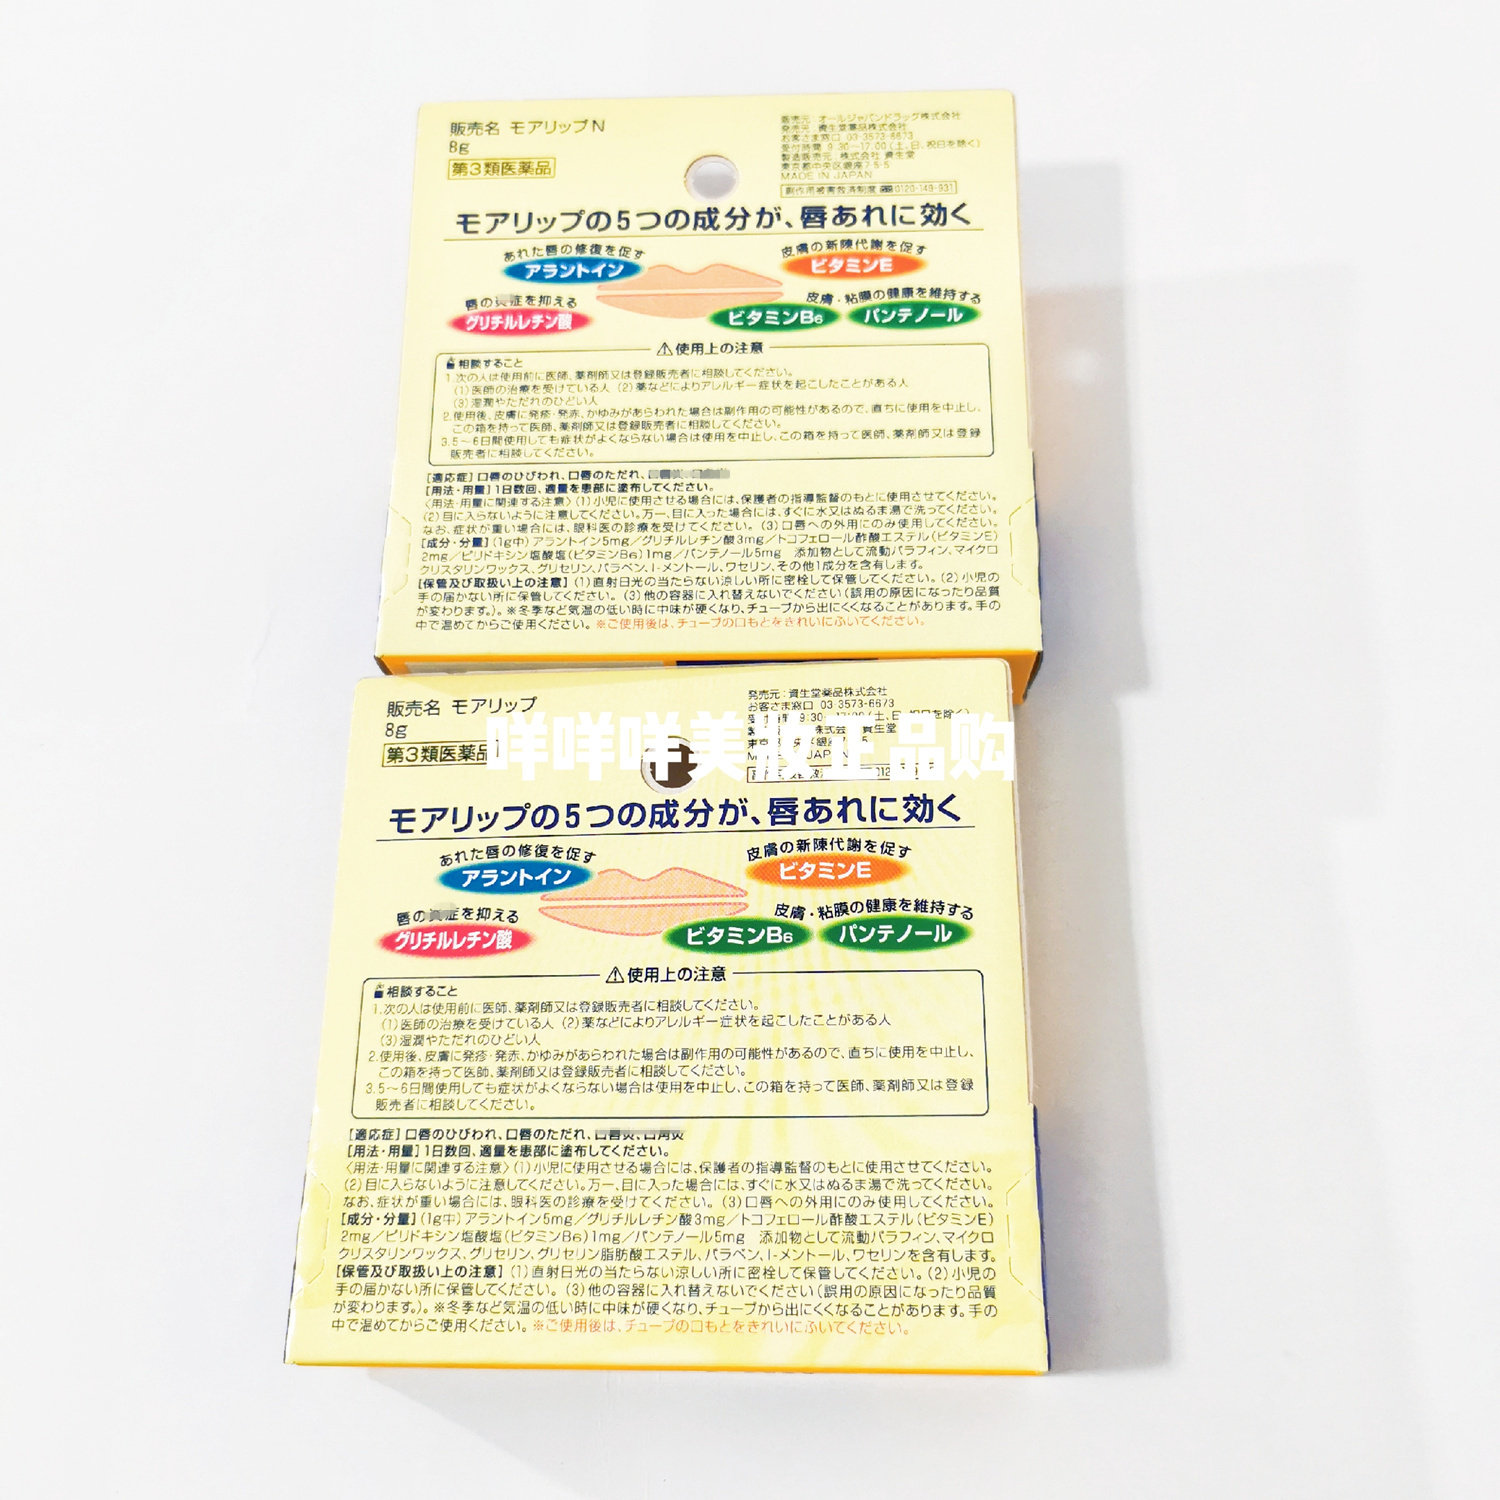 販売名 モアリップN
8g
第3類医薬品
販売元:オールジャパンドラッグ株式会社
発売元:資生堂薬品株式会社
お客さま窓口 03-3573-6673
受付時間 9:30〜17:00(土、日、祝日を除く)
製造販売元:株式会社 資生堂
東京都中央区銀座7-5-5
MADE IN JAPAN
副作用被害救済制度 0120-149-931
モアリップの5つの成分が、唇あれに効く
あれた唇の修復を促す
アラントイン
皮膚の新陳代謝を促す
ビタミンE
唇の 症を抑える
グリチルレチン酸
皮膚・粘膜の健康を維持する
ビタミンB6
パンテノール
⚠使用上の注意
相談すること
1.次の人は使用前に医師、薬剤師又は登録販売者に相談してください。
(1)医師の治療を受けている人 (2)薬などによりアレルギー症状を起こしたことがある人
(3)湿潤やただれのひどい人
2.使用後、皮膚に発疹・発赤、かゆみがあらわれた場合は副作用の可能性があるので、直ちに使用を中止し、
この箱を持って医師、薬剤師又は登録販売者に相談してください。
3.5〜6日間使用しても症状がよくならない場合は使用を中止し、この箱を持って医師、薬剤師又は登録
販売者に相談してください。
[適応症]口唇のひびわれ、口唇のただれ、
[用法・用量]1日数回、適量を患部に塗布してください。
〈用法・用量に関連する注意〉(1)小児に使用させる場合には、保護者の指導監督のもとに使用させてください。
(2)目に入らないように注意してください。万一、目に入った場合には、すぐに水又はぬるま湯で洗ってください。
なお、症状が重い場合には、眼科医の診療を受けてください。(3)口唇への外用にのみ使用してください。
[成分・分量](1g中)アラントイン5mg/グリチルレチン酸3mg/トコフェロール酢酸エステル(ビタミンE)
2mg/ピリドキシン塩酸塩(ビタミンB6)1mg/パンテノール5mg 添加物として流動パラフィン、マイクロ
クリスタリンワックス、グリセリン、パラベン、l-メントール、ワセリン、その他1成分を含有します。
[保管及び取扱い上の注意](1)直射日光の当たらない涼しい所に密栓して保管してください。(2)小児の
手の届かない所に保管してください。(3)他の容器に入れ替えないでください(誤用の原因になったり品質
が変わります。)。※冬季など気温の低い時に中味が硬くなり、チューブから出にくくなることがあります。手の
中で温めてからご使用ください。※ご使用後は、チューブの口もとをきれいにふいてください。
販売名 モアリップ
8g
第3類医薬品
発売元:資生堂薬品株式会社
お客さま窓口 03-3573-6673
咩咩咩美妝正品购
モアリップの5つの成分が、唇あれに効く
あれた唇の修復を促す
アラントイン
皮膚の新陳代謝を促す
ビタミンE
唇の 症を抑える
グリチルレチン酸
皮膚・粘膜の健康を維持する
ビタミンB6
パンテノール
⚠使用上の注意
相談すること
1.次の人は使用前に医師、薬剤師又は登録販売者に相談してください。
(1)医師の治療を受けている人 (2)薬などによりアレルギー症状を起こしたことがある人
(3)湿潤やただれのひどい人
2.使用後、皮膚に発疹・発赤、かゆみがあらわれた場合は副作用の可能性があるので、直ちに使用を中止し、
この箱を持って医師、薬剤師又は登録販売者に相談してください。
3.5〜6日間使用しても症状がよくならない場合は使用を中止し、この箱を持って医師、薬剤師又は登録
販売者に相談してください。
[適応症]口唇のひびわれ、口唇のただれ、
[用法・用量]1日数回、適量を患部に塗布してください。
〈用法・用量に関連する注意〉(1)小児に使用させる場合には、保護者の指導監督のもとに使用させてください。
(2)目に入らないように注意してください。万一、目に入った場合には、すぐに水又はぬるま湯で洗ってください。
なお、症状が重い場合には、眼科医の診療を受けてください。(3)口唇への外用にのみ使用してください。
[成分・分量](1g中)アラントイン5mg/グリチルレチン酸3mg/トコフェロール酢酸エステル(ビタミンE)
2mg/ピリドキシン塩酸塩(ビタミンB6)1mg/パンテノール5mg 添加物として流動パラフィン、マイクロ
クリスタリンワックス、グリセリン、グリセリン脂肪酸エステル、パラベン、l-メントール、ワセリンを含有します。
[保管及び取扱い上の注意](1)直射日光の当たらない涼しい所に密栓して保管してください。(2)小児の
手の届かない所に保管してください。(3)他の容器に入れ替えないでください(誤用の原因になったり品質
が変わります。)。※冬季など気温の低い時に中味が硬くなり、チューブから出にくくなることがあります。手の
中で温めてからご使用ください。※ご使用後は、チューブの口もとをきれいにふいてください。